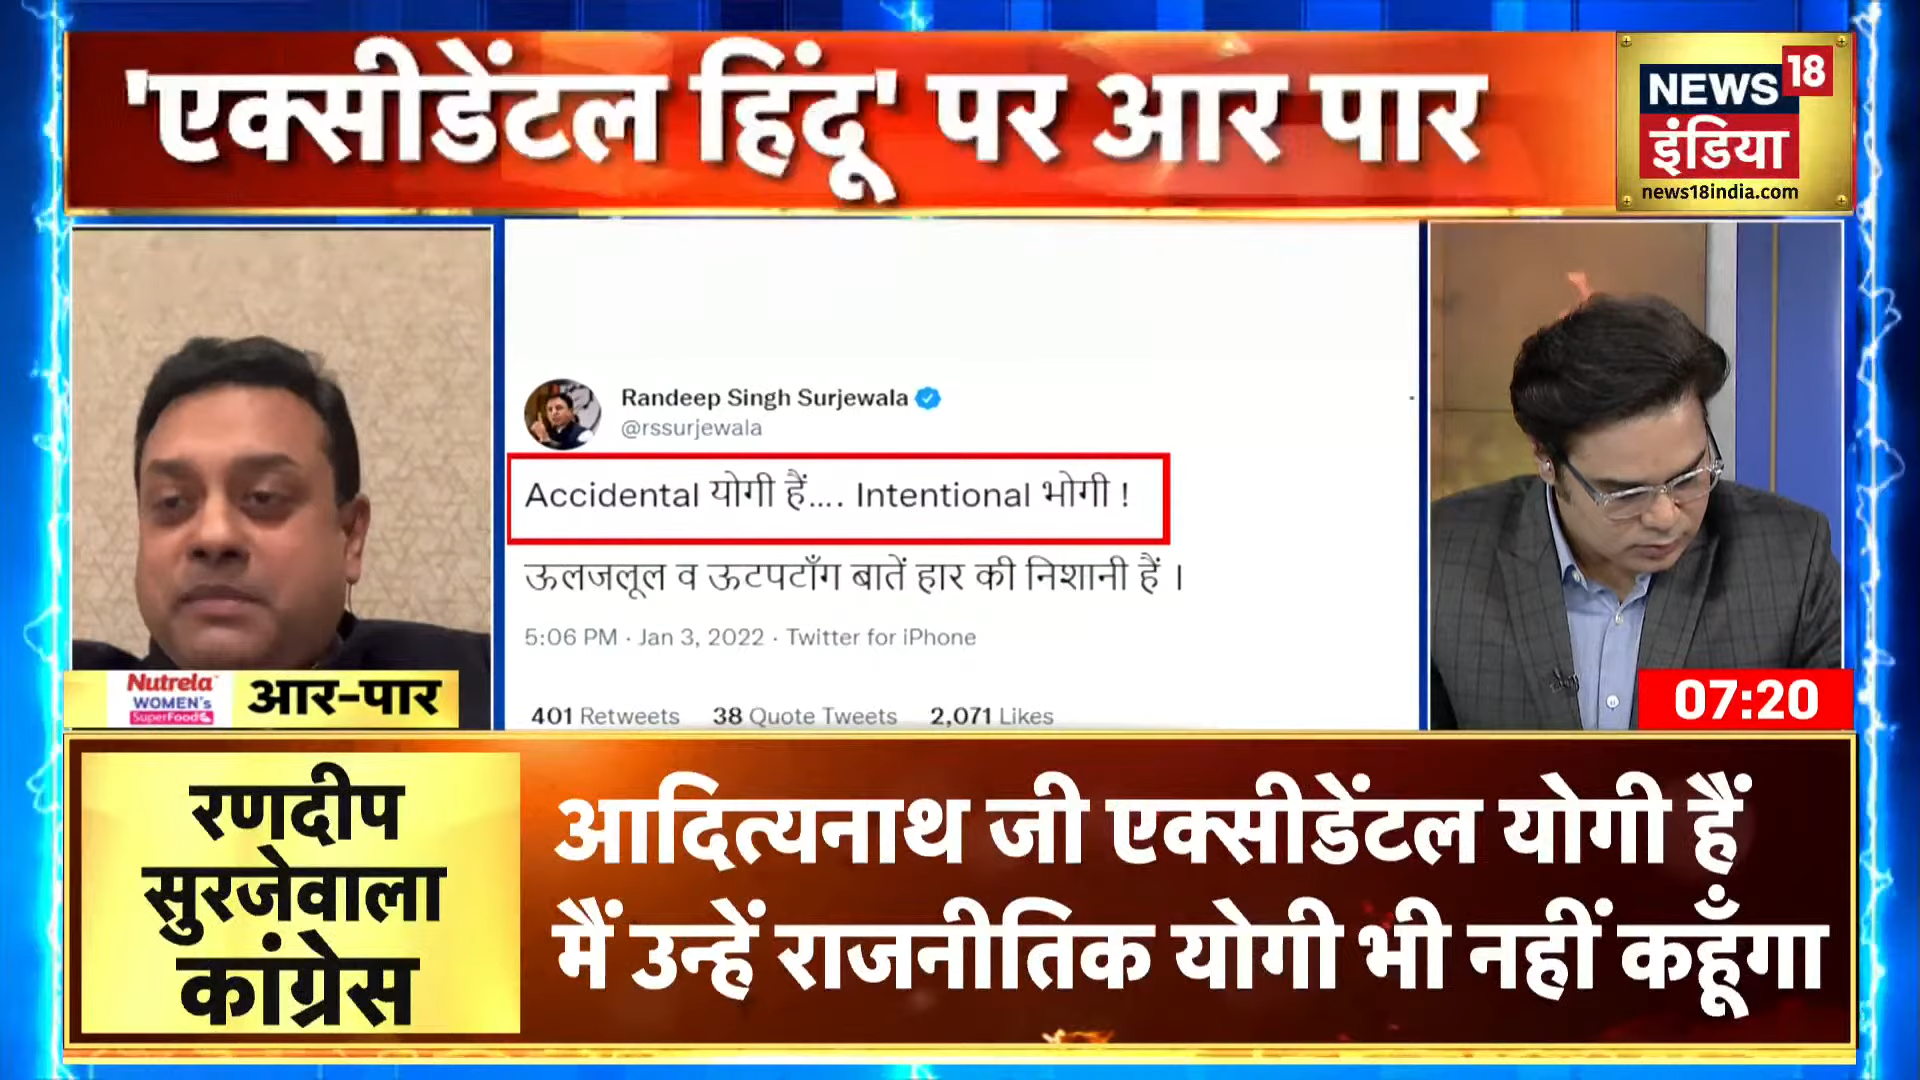 'एक्सीडेंटल हिंदू' पर आर पार
NEWS 18
इंडिया
news18india.com
Randeep Singh Surjewala
@rssurjewala
Accidental योगी हैं.... Intentional भोगी !
ऊलजलूल व ऊटपटाँग बातें हार की निशानी हैं ।
5:06 PM · Jan 3, 2022 · Twitter for iPhone
401 Retweets 38 Quote Tweets 2,071 Likes
Nutrela
WOMEN's
SuperFood
आर-पार
07:20
रणदीप
सुरजेवाला
कांग्रेस
आदित्यनाथ जी एक्सीडेंटल योगी हैं
मैं उन्हें राजनीतिक योगी भी नहीं कहूँगा